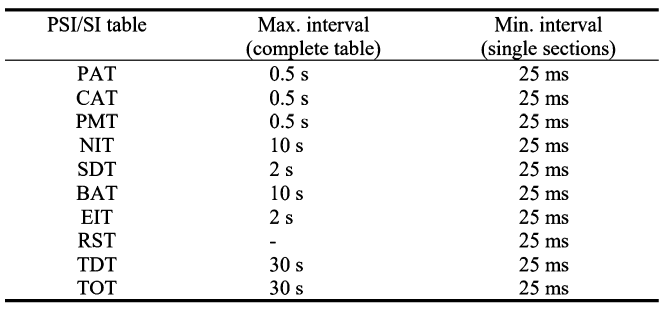 PSI/SI table Max. interval (complete table) Min. interval (single sections)
PAT 0.5 s 25 ms
CAT 0.5 s 25 ms
PMT 0.5 s 25 ms
NIT 10 s 25 ms
SDT 2 s 25 ms
BAT 10 s 25 ms
EIT 2 s 25 ms
RST - 25 ms
TDT 30 s 25 ms
TOT 30 s 25 ms